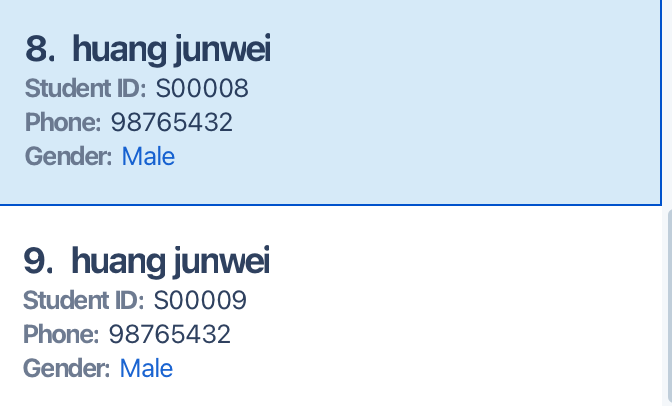 8. huang junwei
Student ID: S00008
Phone: 98765432
Gender: Male
9. huang junwei
Student ID: S00009
Phone: 98765432
Gender: Male